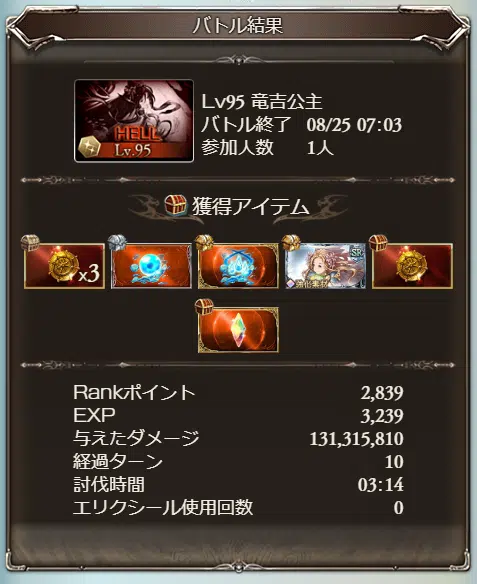 バトル結果
Lv95 竜吉公主
バトル終了 08/25 07:03
参加人数 1人
HELL
Lv.95
獲得アイテム
x3
SR
強化素材
Rankポイント 2,839
EXP 3,239
与えたダメージ 131,315,810
経過ターン 10
討伐時間 03:14
エリクシール使用回数 0